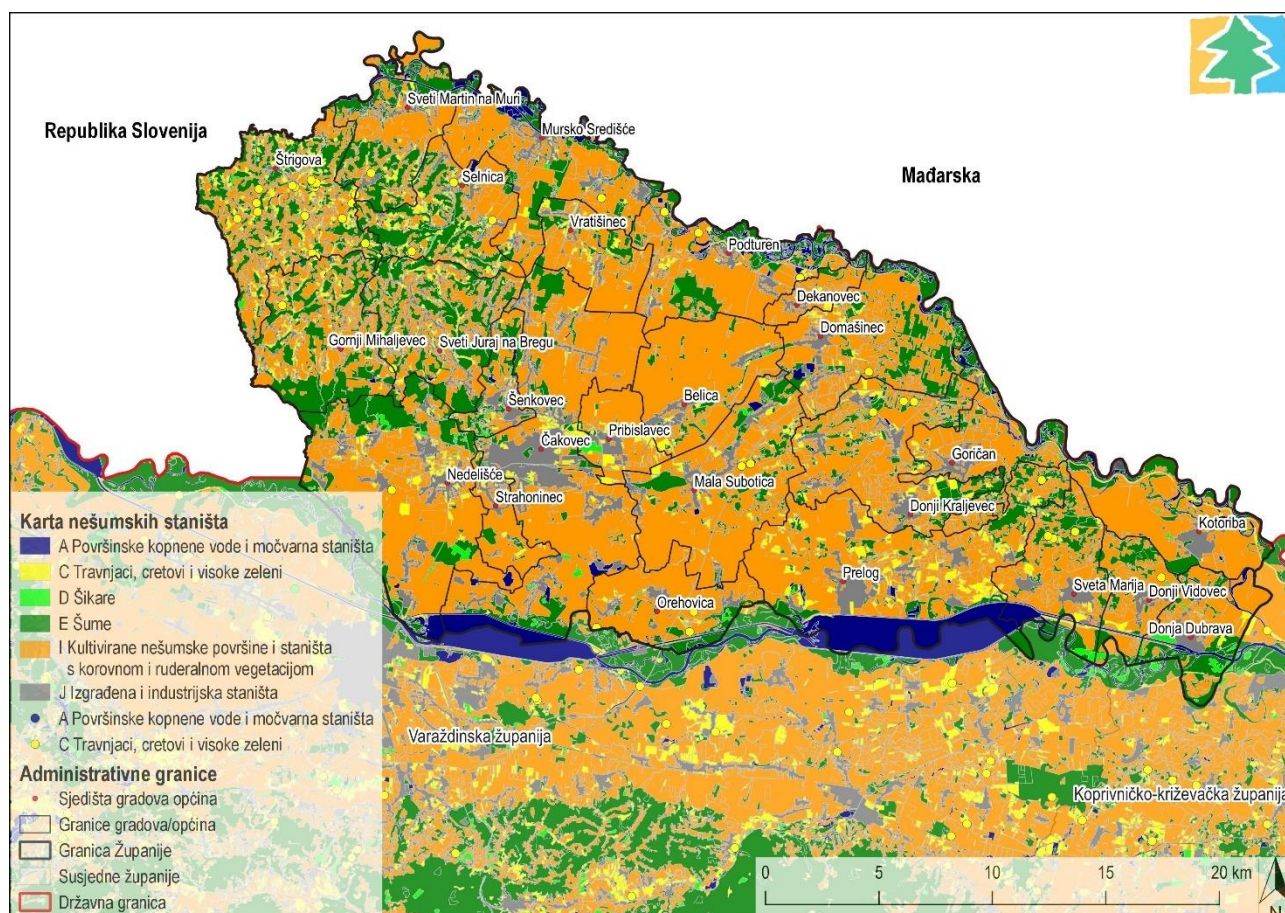 Republika Slovenija
Mađarska
Sveti Martin na Muri
Mursko Središće
Štrigova
Selnica
Vratišinec
Podturen
Dekanovec
Domašinec
Gornji Mihaljevec
Sveti Juraj na Bregu
Belica
Šenkovec
Pribislavec
Čakovec
Goričan
Nedelišće
Mala Subotica
Strahoninec
Donji Kraljevec
Kotoriba
Prelog
Sveta Marija
Donji Vidovec
Orehovica
Donja Dubrava
Varaždinska županija
Koprivničko-križevačka županija
Karta nešumskih staništa
A Površinske kopnene vode i močvarna staništa
C Travnjaci, cretovi i visoke zeleni
D Šikare
E Šume
I Kultivirane nešumske površine i staništa
s korovnom i ruderalnom vegetacijom
J Izgrađena i industrijska staništa
A Površinske kopnene vode i močvarna staništa
C Travnjaci, cretovi i visoke zeleni
Administrativne granice
Sjedišta gradova općina
Granice gradova/općina
Granica Županije
Susjedne županije
Državna granica
0 5 10 15 20 km
N